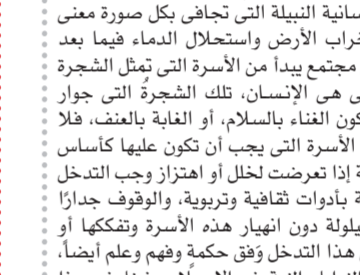 سانية النبيلة التى تجافى بكل صورة معنى
خراب الأرض واستحلال الدماء فيما بعد
مجتمع يبدأ من الأسرة التى تمثل الشجرة
ى هى الإنسان، تلك الشجرةُ التى جوار
كون الغناء بالسلام، أو الغابة بالعنف، فلا
الأسرة التى يجب أن تكون عليها كأساس
ة إذا تعرضت لخلل أو اهتزاز وجب التدخل
ة بأدوات ثقافية وتربوية، والوقوف جدارًا
يلولة دون انهيار هذه الأسرة وتفككها أو
هذا التدخل وَفق حكمةٍ وفهم وعلم أيضاً،